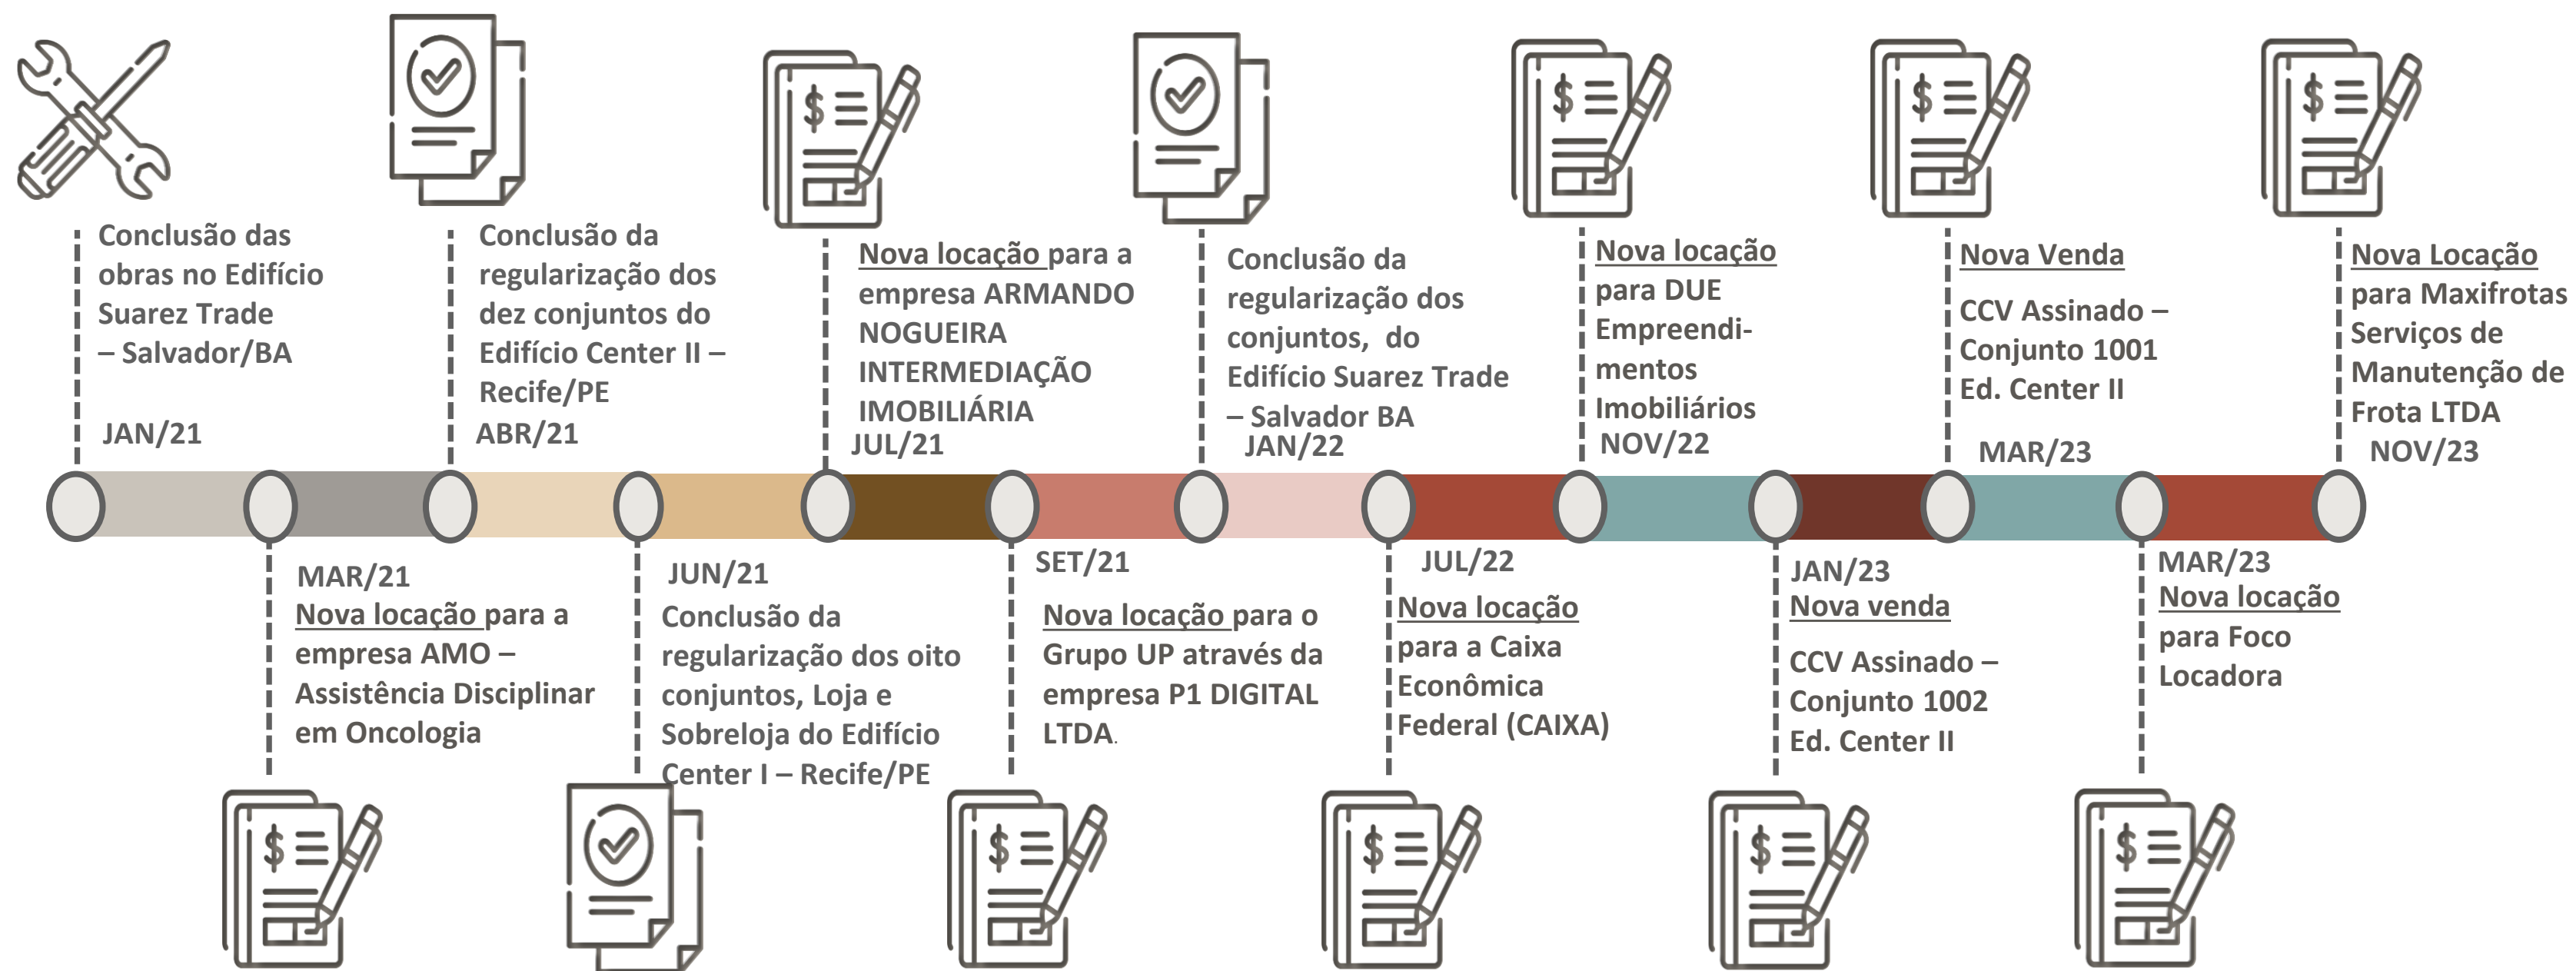 Conclusão das
obras no Edifício
Suarez Trade
– Salvador/BA
JAN/21
MAR/21
Nova locação para a
empresa AMO –
Assistência Disciplinar
em Oncologia
Conclusão da
regularização dos
dez conjuntos do
Edifício Center II –
Recife/PE
ABR/21
JUN/21
Conclusão da
regularização dos oito
conjuntos, Loja e
Sobreloja do Edifício
Center I – Recife/PE
Nova locação para a
empresa ARMANDO
NOGUEIRA
INTERMEDIAÇÃO
IMOBILIÁRIA
JUL/21
SET/21
Nova locação para o
Grupo UP através da
empresa P1 DIGITAL
LTDA.
Conclusão da
regularização dos
conjuntos, do
Edifício Suarez Trade
– Salvador BA
JAN/22
JUL/22
Nova locação
para a Caixa
Econômica
Federal (CAIXA)
Nova locação
para DUE
Empreendi-
mentos
Imobiliários
NOV/22
JAN/23
Nova venda
CCV Assinado –
Conjunto 1002
Ed. Center II
Nova Venda
CCV Assinado –
Conjunto 1001
Ed. Center II
MAR/23
MAR/23
Nova locação
para Foco
Locadora
Nova Locação
para Maxifrotas
Serviços de
Manutenção de
Frota LTDA
NOV/23
$
$
$
$
$
$
$
$